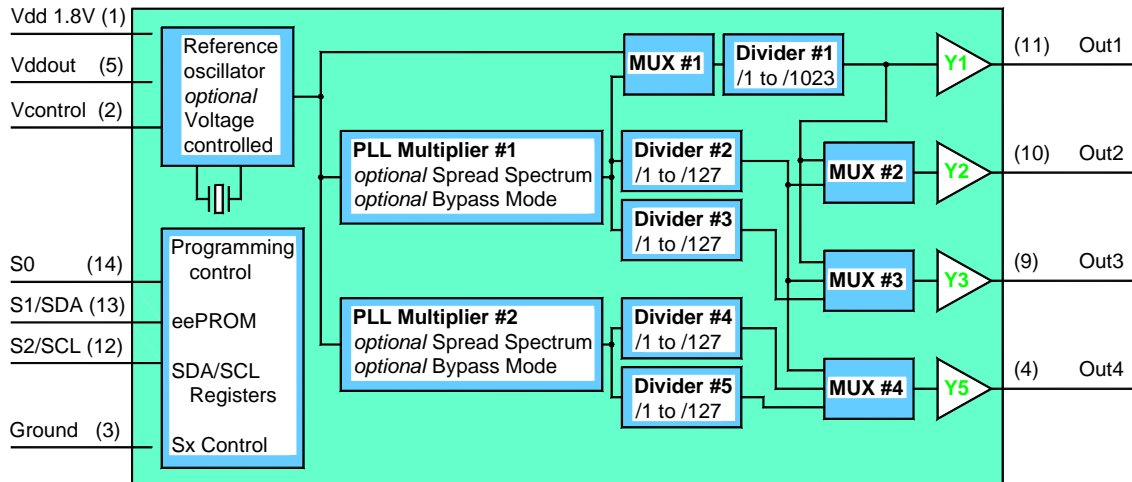 Vdd 1.8V (1)
Vddout (5)
Vcontrol (2)
S0 (14)
S1/SDA (13)
S2/SCL (12)
Ground (3)
Reference
oscillator
optional
Voltage
controlled
Programming
control
eePROM
SDA/SCL
Registers
Sx Control
PLL Multiplier #1
optional Spread Spectrum
optional Bypass Mode
PLL Multiplier #2
optional Spread Spectrum
optional Bypass Mode
MUX #1
Divider #1
/1 to /1023
Divider #2
/1 to /127
Divider #3
/1 to /127
Divider #4
/1 to /127
Divider #5
/1 to /127
MUX #2
MUX #3
MUX #4
Y1
Y2
Y3
Y5
(11) Out1
(10) Out2
(9) Out3
(4) Out4